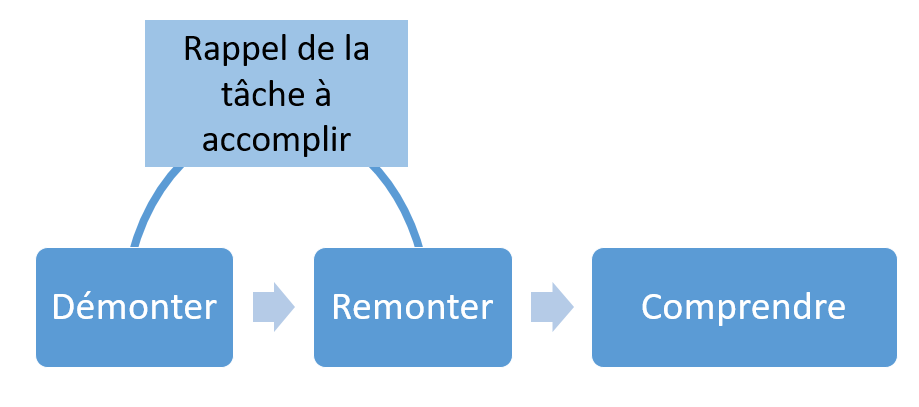 Rappel de la
tâche à
accomplir
Démonter
Remonter
Comprendre